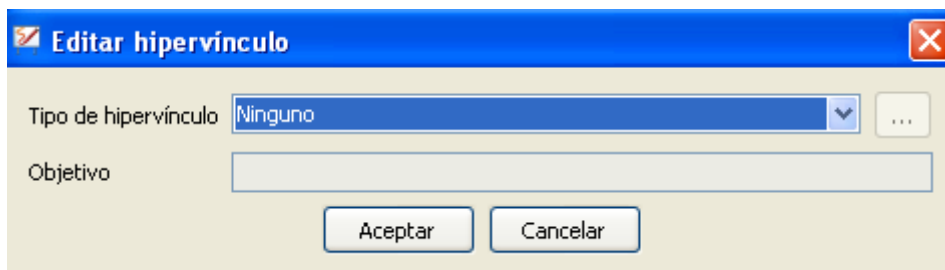 Editar hipervínculo
Tipo de hipervínculo Ninguno ...
Objetivo
Aceptar Cancelar